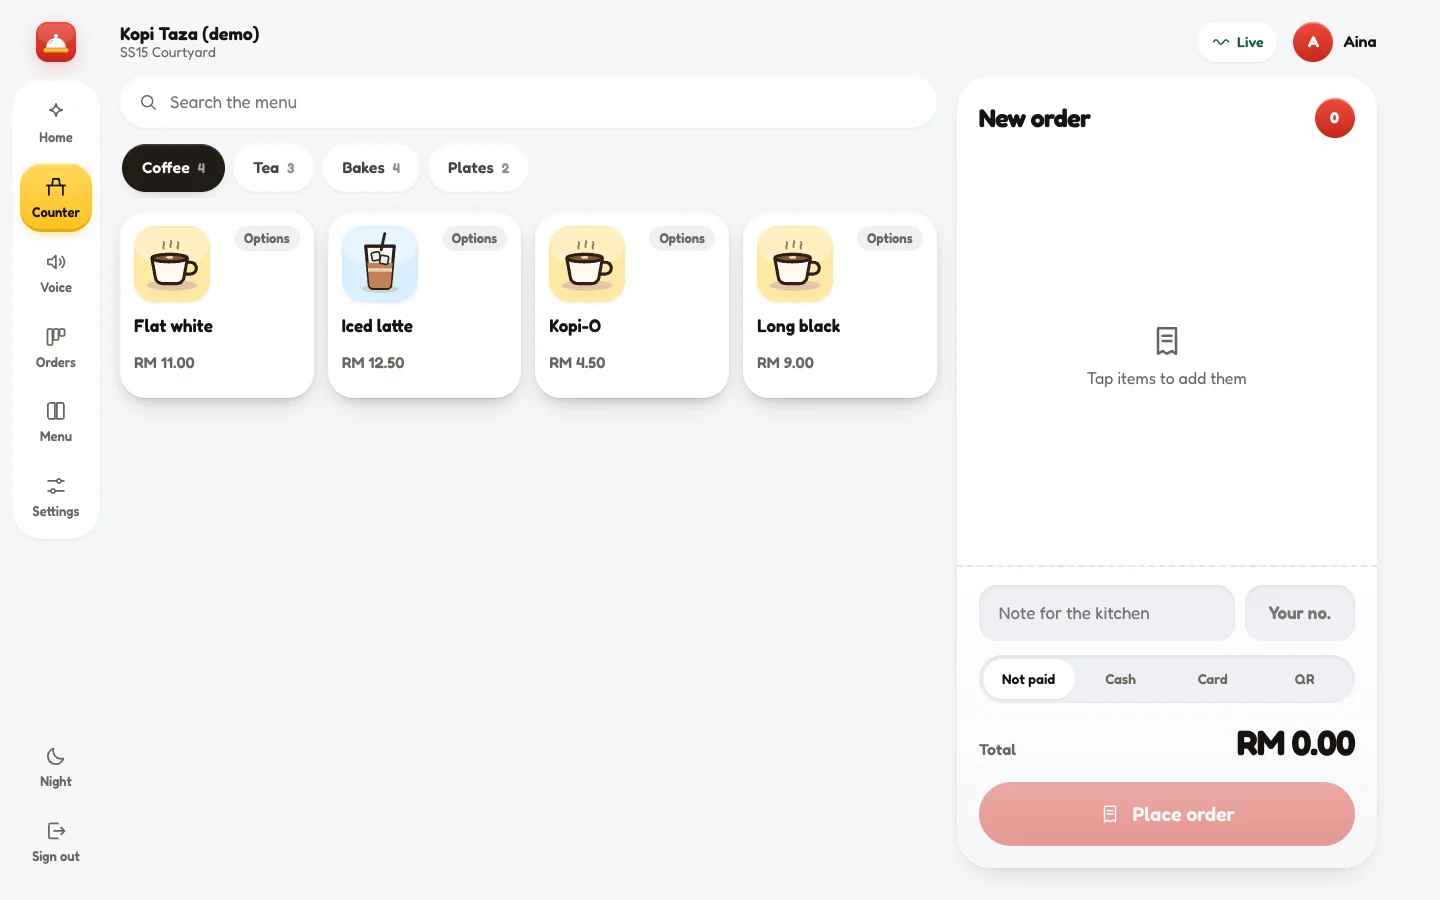 Kopi Taza (demo)
SS15 Courtyard
Live
A
Aina
Home
Counter
Voice
Orders
Menu
Settings
Night
Sign out
Search the menu
Coffee 4
Tea 3
Bakes 4
Plates 2
Options
Flat white
RM 11.00
Options
Iced latte
RM 12.50
Options
Kopi-O
RM 4.50
Options
Long black
RM 9.00
New order
0
Tap items to add them
Note for the kitchen
Your no.
Not paid
Cash
Card
QR
Total
RM 0.00
Place order